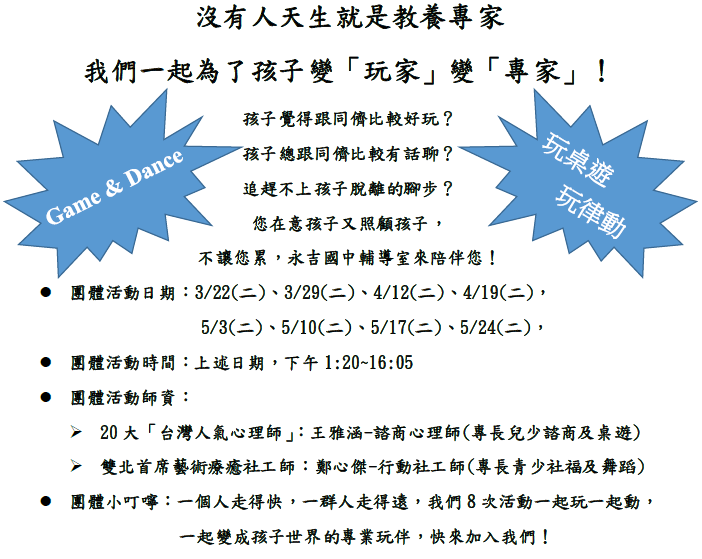 沒有人天生就是教養專家
我們一起為了孩子變「玩家」變「專家」！
Game & Dance
玩桌遊
玩律動
孩子覺得跟同儕比較好玩？
孩子總跟同儕比較有話聊？
追趕不上孩子脫離的腳步？
您在意孩子又照顧孩子，
不讓您累，永吉國中輔導室來陪伴您！
● 團體活動日期：3/22(二)、3/29(二)、4/12(二)、4/19(二)，
5/3(二)、5/10(二)、5/17(二)、5/24(二)，
● 團體活動時間：上述日期，下午 1:20~16:05
● 團體活動師資：
➢ 20 大「台灣人氣心理師」：王雅涵-諮商心理師(專長兒少諮商及桌遊)
➢ 雙北首席藝術療癒社工師：鄭心傑-行動社工師(專長青少社福及舞蹈)
● 團體小叮嚀：一個人走得快，一群人走得遠，我們 8 次活動一起玩一起動，
一起變成孩子世界的專業玩伴，快來加入我們！